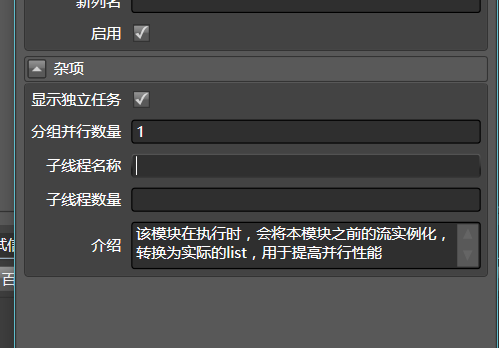 新列名
启用
杂项
显示独立任务
分组并行数量 1
子线程名称
子线程数量
介绍 该模块在执行时，会将本模块之前的流实例化，
转换为实际的list，用于提高并行性能
百